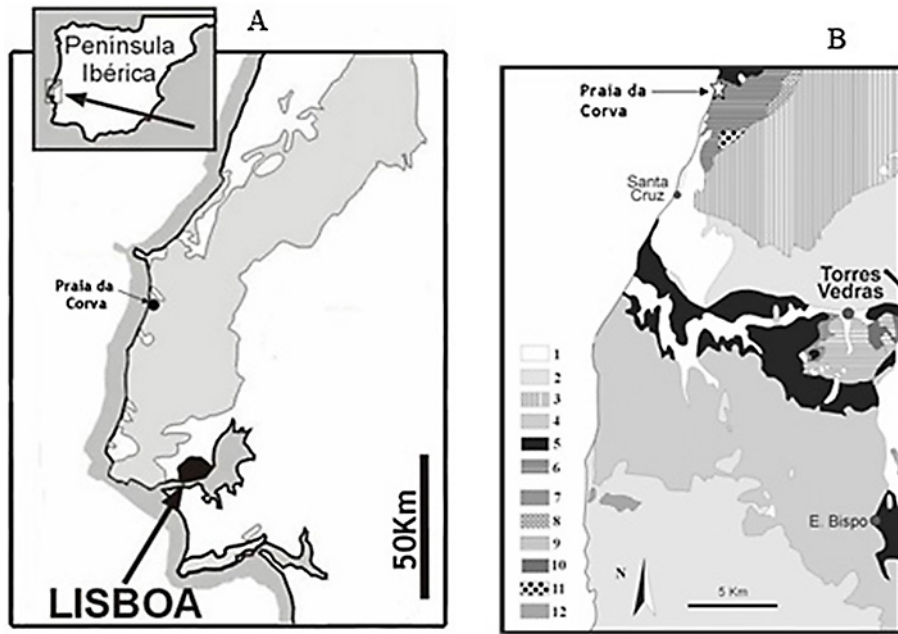 A
Península
Ibérica
Praia da
Corva
50Km
LISBOA
B
Praia da
Corva
Santa
Cruz
Torres
Vedras
1
2
3
4
5
6
7
8
9
10
11
12
E. Bispo
N
5 Km